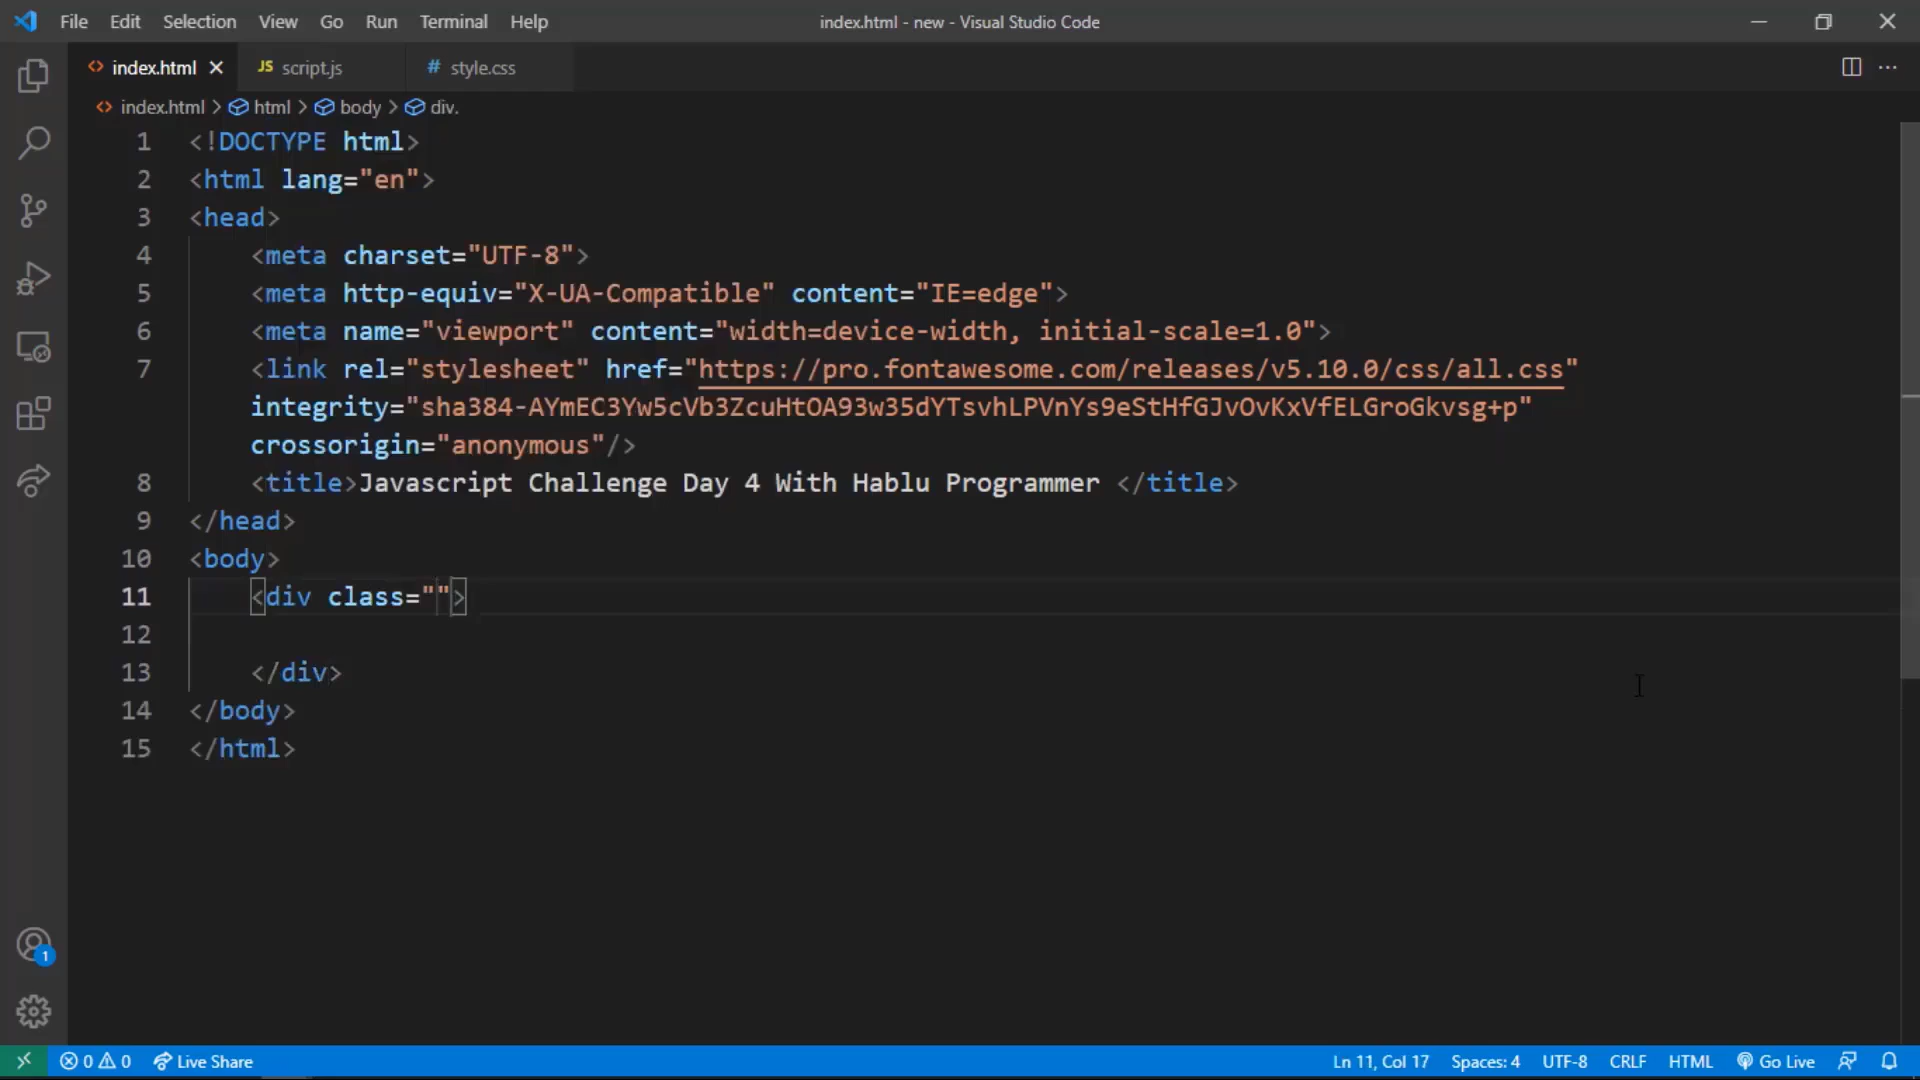 File Edit Selection View Go Run Terminal Help index.html - new - Visual Studio Code
index.html JS script.js # style.css
index.html > html > body > div.
1 <!DOCTYPE html>
2 <html lang="en">
3 <head>
4 <meta charset="UTF-8">
5 <meta http-equiv="X-UA-Compatible" content="IE=edge">
6 <meta name="viewport" content="width=device-width, initial-scale=1.0">
7 <link rel="stylesheet" href="https://pro.fontawesome.com/releases/v5.10.0/css/all.css"
integrity="sha384-AYmEC3Yw5cVb3ZcuHtOA93w35dYTsvhLPVnYs9eStHfGJvOvKxVfELGroGkvsg+p"
crossorigin="anonymous"/>
8 <title>Javascript Challenge Day 4 With Hablu Programmer </title>
9 </head>
10 <body>
11 <div class="">
12
13 </div>
14 </body>
15 </html>
1
0 0 Live Share Ln 11, Col 17 Spaces: 4 UTF-8 CRLF HTML Go Live